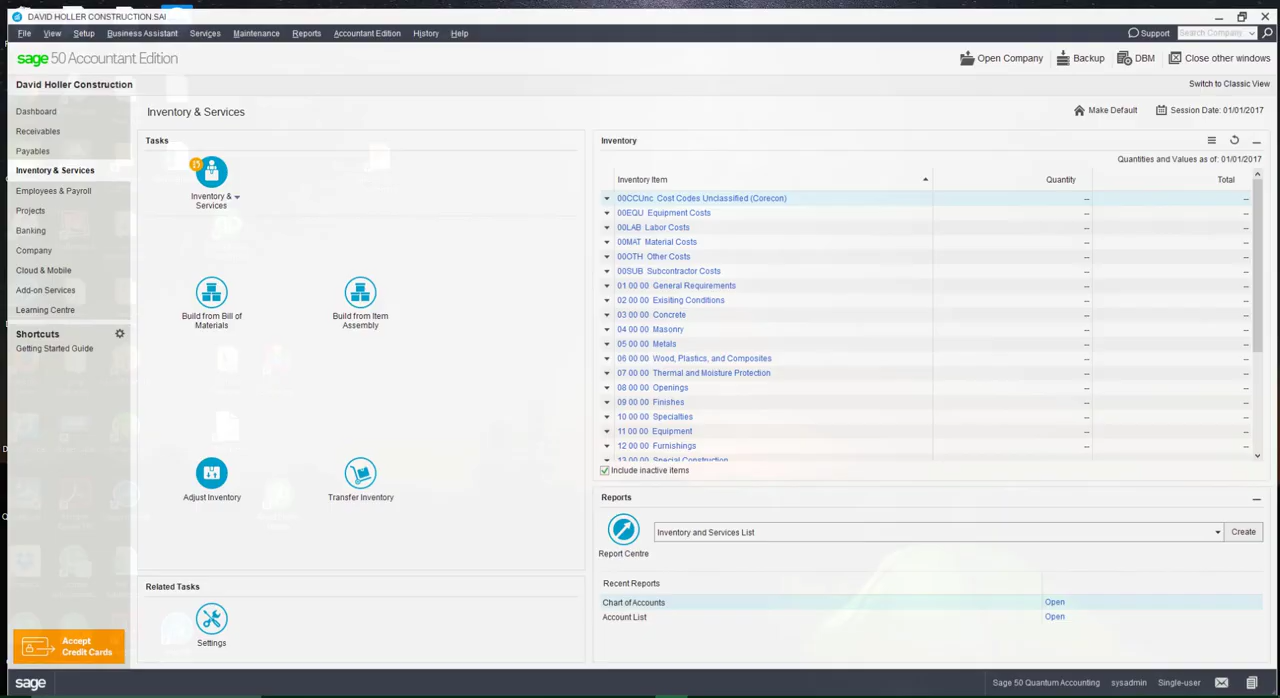 DAVID HOLLER CONSTRUCTION.SAI
File View Setup Business Assistant Services Maintenance Reports Accountant Edition History Help
Support Search Company
sage 50 Accountant Edition
Open Company Backup DBM Close other windows
David Holler Construction
Switch to Classic View
Dashboard
Receivables
Payables
Inventory & Services
Employees & Payroll
Projects
Banking
Company
Cloud & Mobile
Add-on Services
Learning Centre
Shortcuts
Getting Started Guide
Accept
Credit Cards
Inventory & Services
Make Default Session Date: 01/01/2017
Tasks
Inventory &
Services
Build from Bill of
Materials
Build from Item
Assembly
Adjust Inventory
Transfer Inventory
Related Tasks
Settings
Inventory
Quantities and Values as of: 01/01/2017
Inventory Item Quantity Total
00CCUnc Cost Codes Unclassified (Corecon) -- --
00EQU Equipment Costs -- --
00LAB Labor Costs -- --
00MAT Material Costs -- --
00OTH Other Costs -- --
00SUB Subcontractor Costs -- --
01 00 00 General Requirements -- --
02 00 00 Exisiting Conditions -- --
03 00 00 Concrete -- --
04 00 00 Masonry -- --
05 00 00 Metals -- --
06 00 00 Wood, Plastics, and Composites -- --
07 00 00 Thermal and Moisture Protection -- --
08 00 00 Openings -- --
09 00 00 Finishes -- --
10 00 00 Specialties -- --
11 00 00 Equipment -- --
12 00 00 Furnishings -- --
13 00 00 Special Construction -- --
Include inactive items
Reports
Report Centre
Inventory and Services List Create
Recent Reports
Chart of Accounts Open
Account List Open
sage
Sage 50 Quantum Accounting sysadmin Single-user